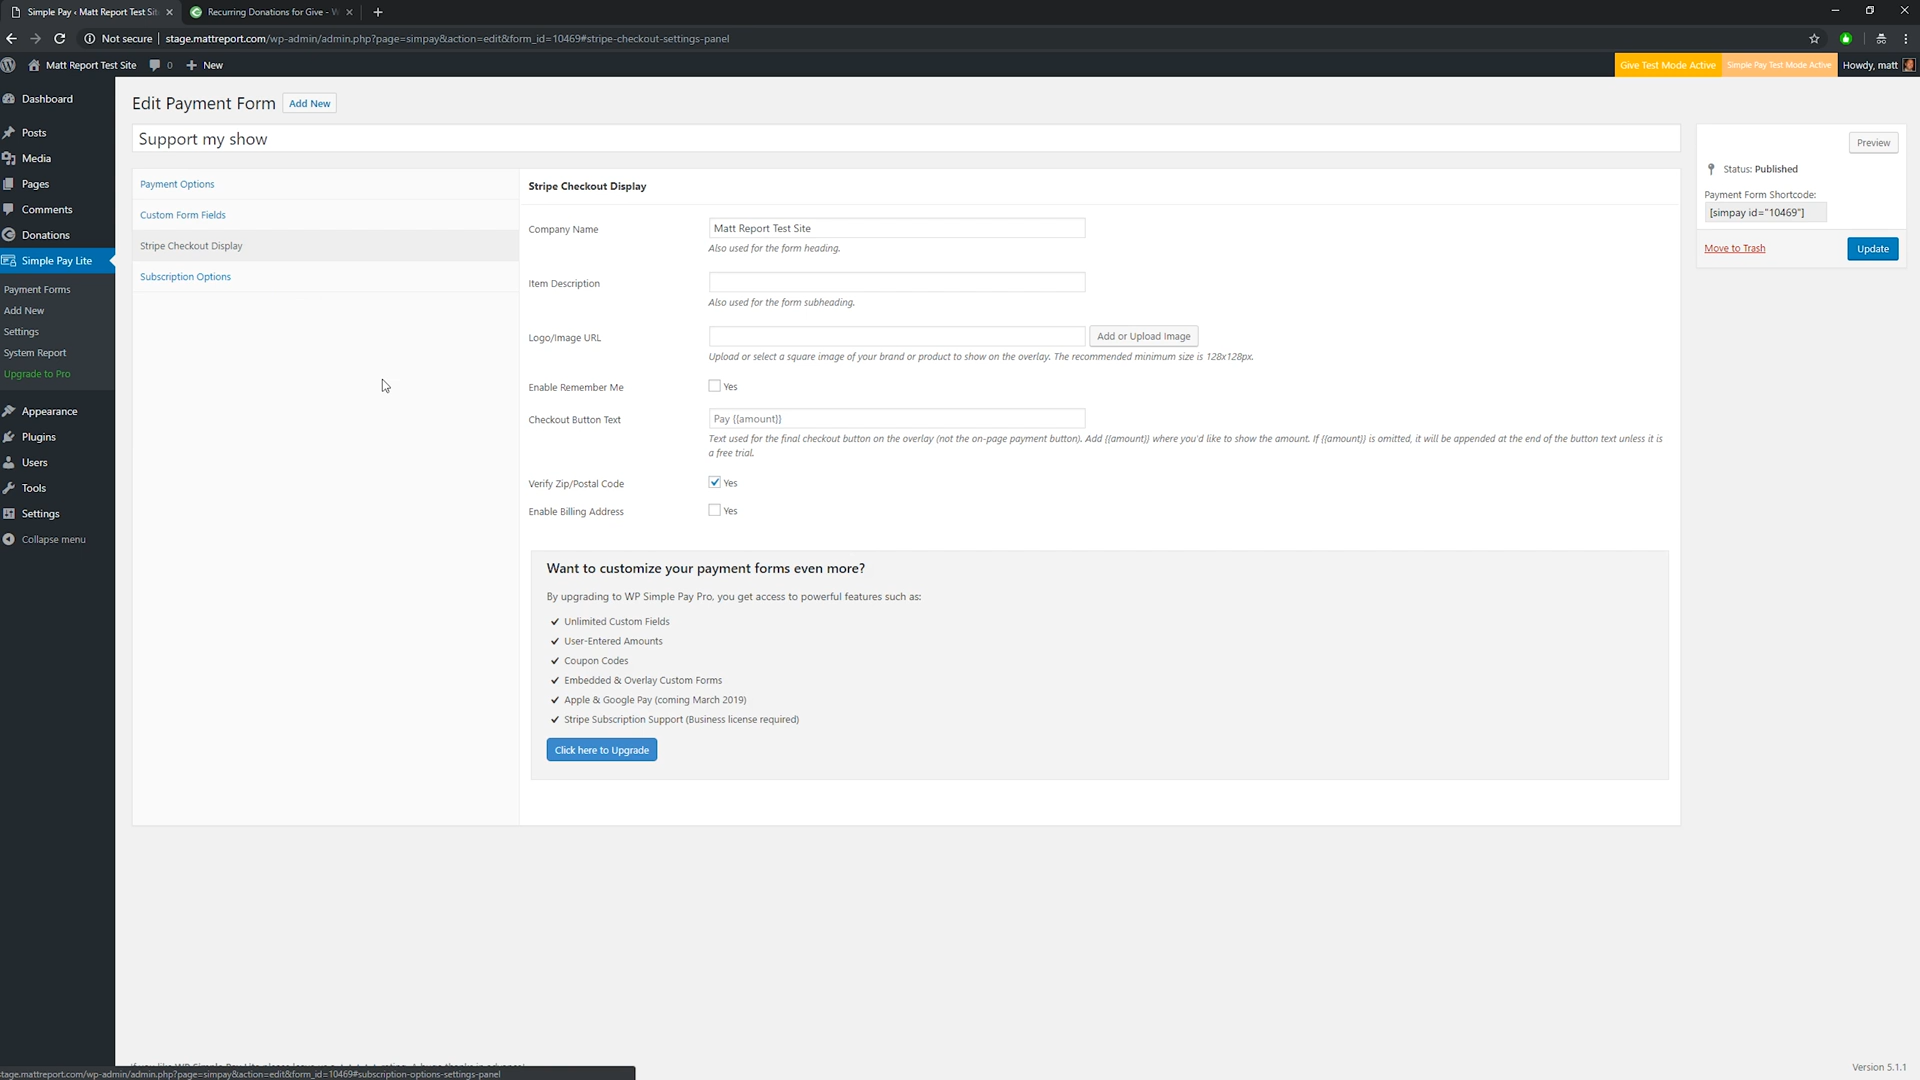 Simple Pay ‹ Matt Report Test Sit
Recurring Donations for Give - W
Not secure
stage.mattreport.com/wp-admin/admin.php?page=simpay&action=edit&form_id=10469#stripe-checkout-settings-panel
Matt Report Test Site
0
New
Give Test Mode Active
Simple Pay Test Mode Active
Howdy, matt
Dashboard
Posts
Media
Pages
Comments
Donations
Simple Pay Lite
Payment Forms
Add New
Settings
System Report
Upgrade to Pro
Appearance
Plugins
Users
Tools
Settings
Collapse menu
Edit Payment Form
Add New
Support my show
Payment Options
Custom Form Fields
Stripe Checkout Display
Subscription Options
Stripe Checkout Display
Company Name
Matt Report Test Site
Also used for the form heading.
Item Description
Also used for the form subheading.
Logo/Image URL
Add or Upload Image
Upload or select a square image of your brand or product to show on the overlay. The recommended minimum size is 128x128px.
Enable Remember Me
Yes
Checkout Button Text
Pay {{amount}}
Text used for the final checkout button on the overlay (not the on-page payment button). Add {{amount}} where you'd like to show the amount. If {{amount}} is omitted, it will be appended at the end of the button text unless it is
a free trial.
Verify Zip/Postal Code
Yes
Enable Billing Address
Yes
Want to customize your payment forms even more?
By upgrading to WP Simple Pay Pro, you get access to powerful features such as:
Unlimited Custom Fields
User-Entered Amounts
Coupon Codes
Embedded & Overlay Custom Forms
Apple & Google Pay (coming March 2019)
Stripe Subscription Support (Business license required)
Click here to Upgrade
Preview
Status: Published
Payment Form Shortcode:
[simpay id="10469"]
Move to Trash
Update
Version 5.1.1
stage.mattreport.com/wp-admin/admin.php?page=simpay&action=edit&form_id=10469#subscription-options-settings-panel